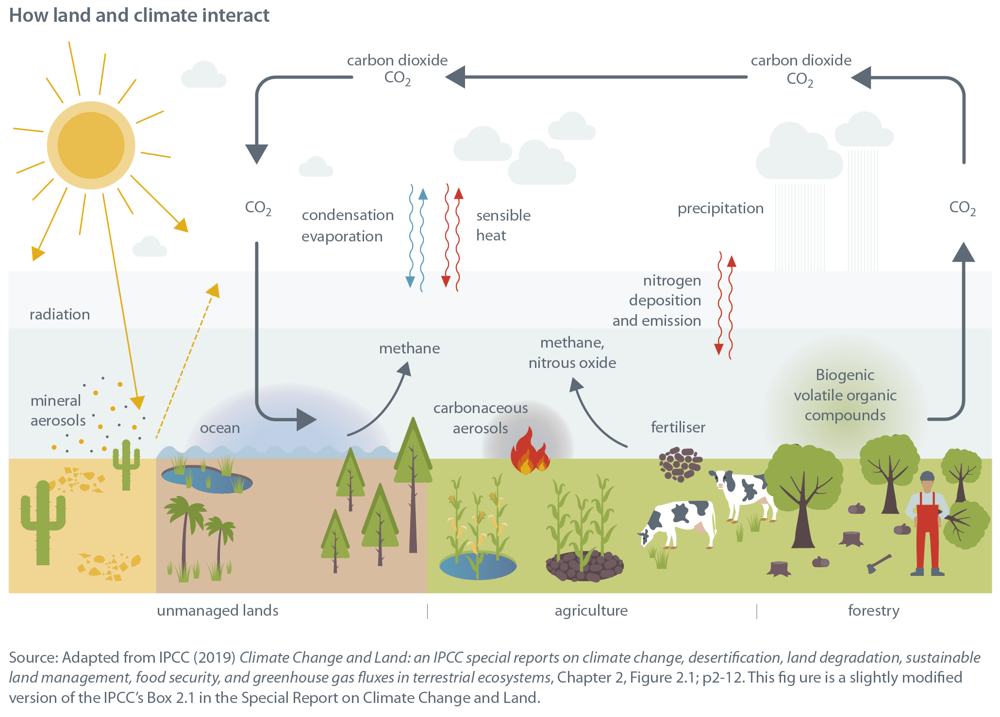 How land and climate interact
carbon dioxide
CO₂
carbon dioxide
CO₂
CO₂
condensation
evaporation
sensible
heat
precipitation
CO₂
radiation
nitrogen
deposition
and emission
methane
methane,
nitrous oxide
mineral
aerosols
ocean
carbonaceous
aerosols
fertiliser
Biogenic
volatile organic
compounds
unmanaged lands
agriculture
forestry
Source: Adapted from IPCC (2019) Climate Change and Land: an IPCC special reports on climate change, desertification, land degradation, sustainable
land management, food security, and greenhouse gas fluxes in terrestrial ecosystems, Chapter 2, Figure 2.1; p2-12. This fig ure is a slightly modified
version of the IPCC’s Box 2.1 in the Special Report on Climate Change and Land.